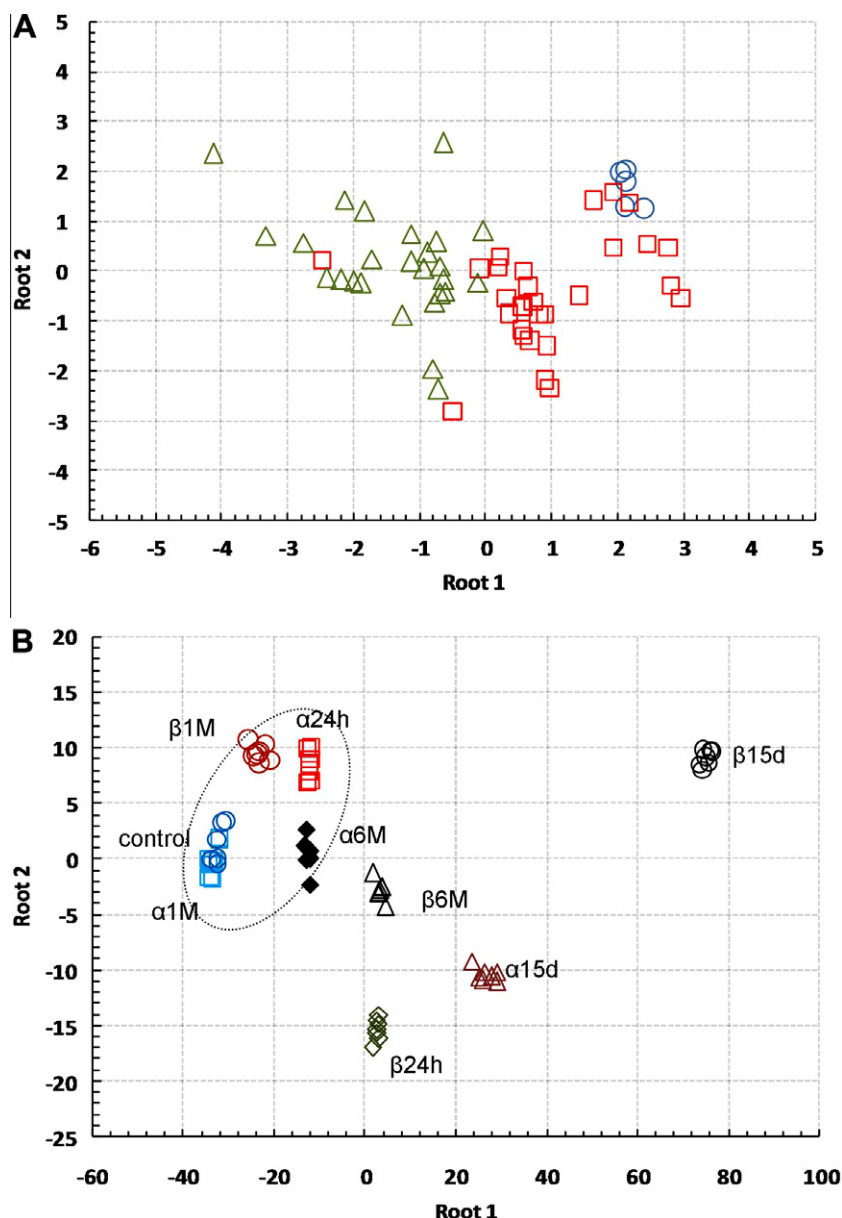 A
5
4
3
2
1
0
-1
-2
-3
-4
-5
Root 2
-6 -5 -4 -3 -2 -1 0 1 2 3 4 5
Root 1
B
20
15
10
5
0
-5
-10
-15
-20
-25
Root 2
β1M
α24h
β15d
control
α6M
α1M
β6M
α15d
β24h
-60 -40 -20 0 20 40 60 80 100
Root 1